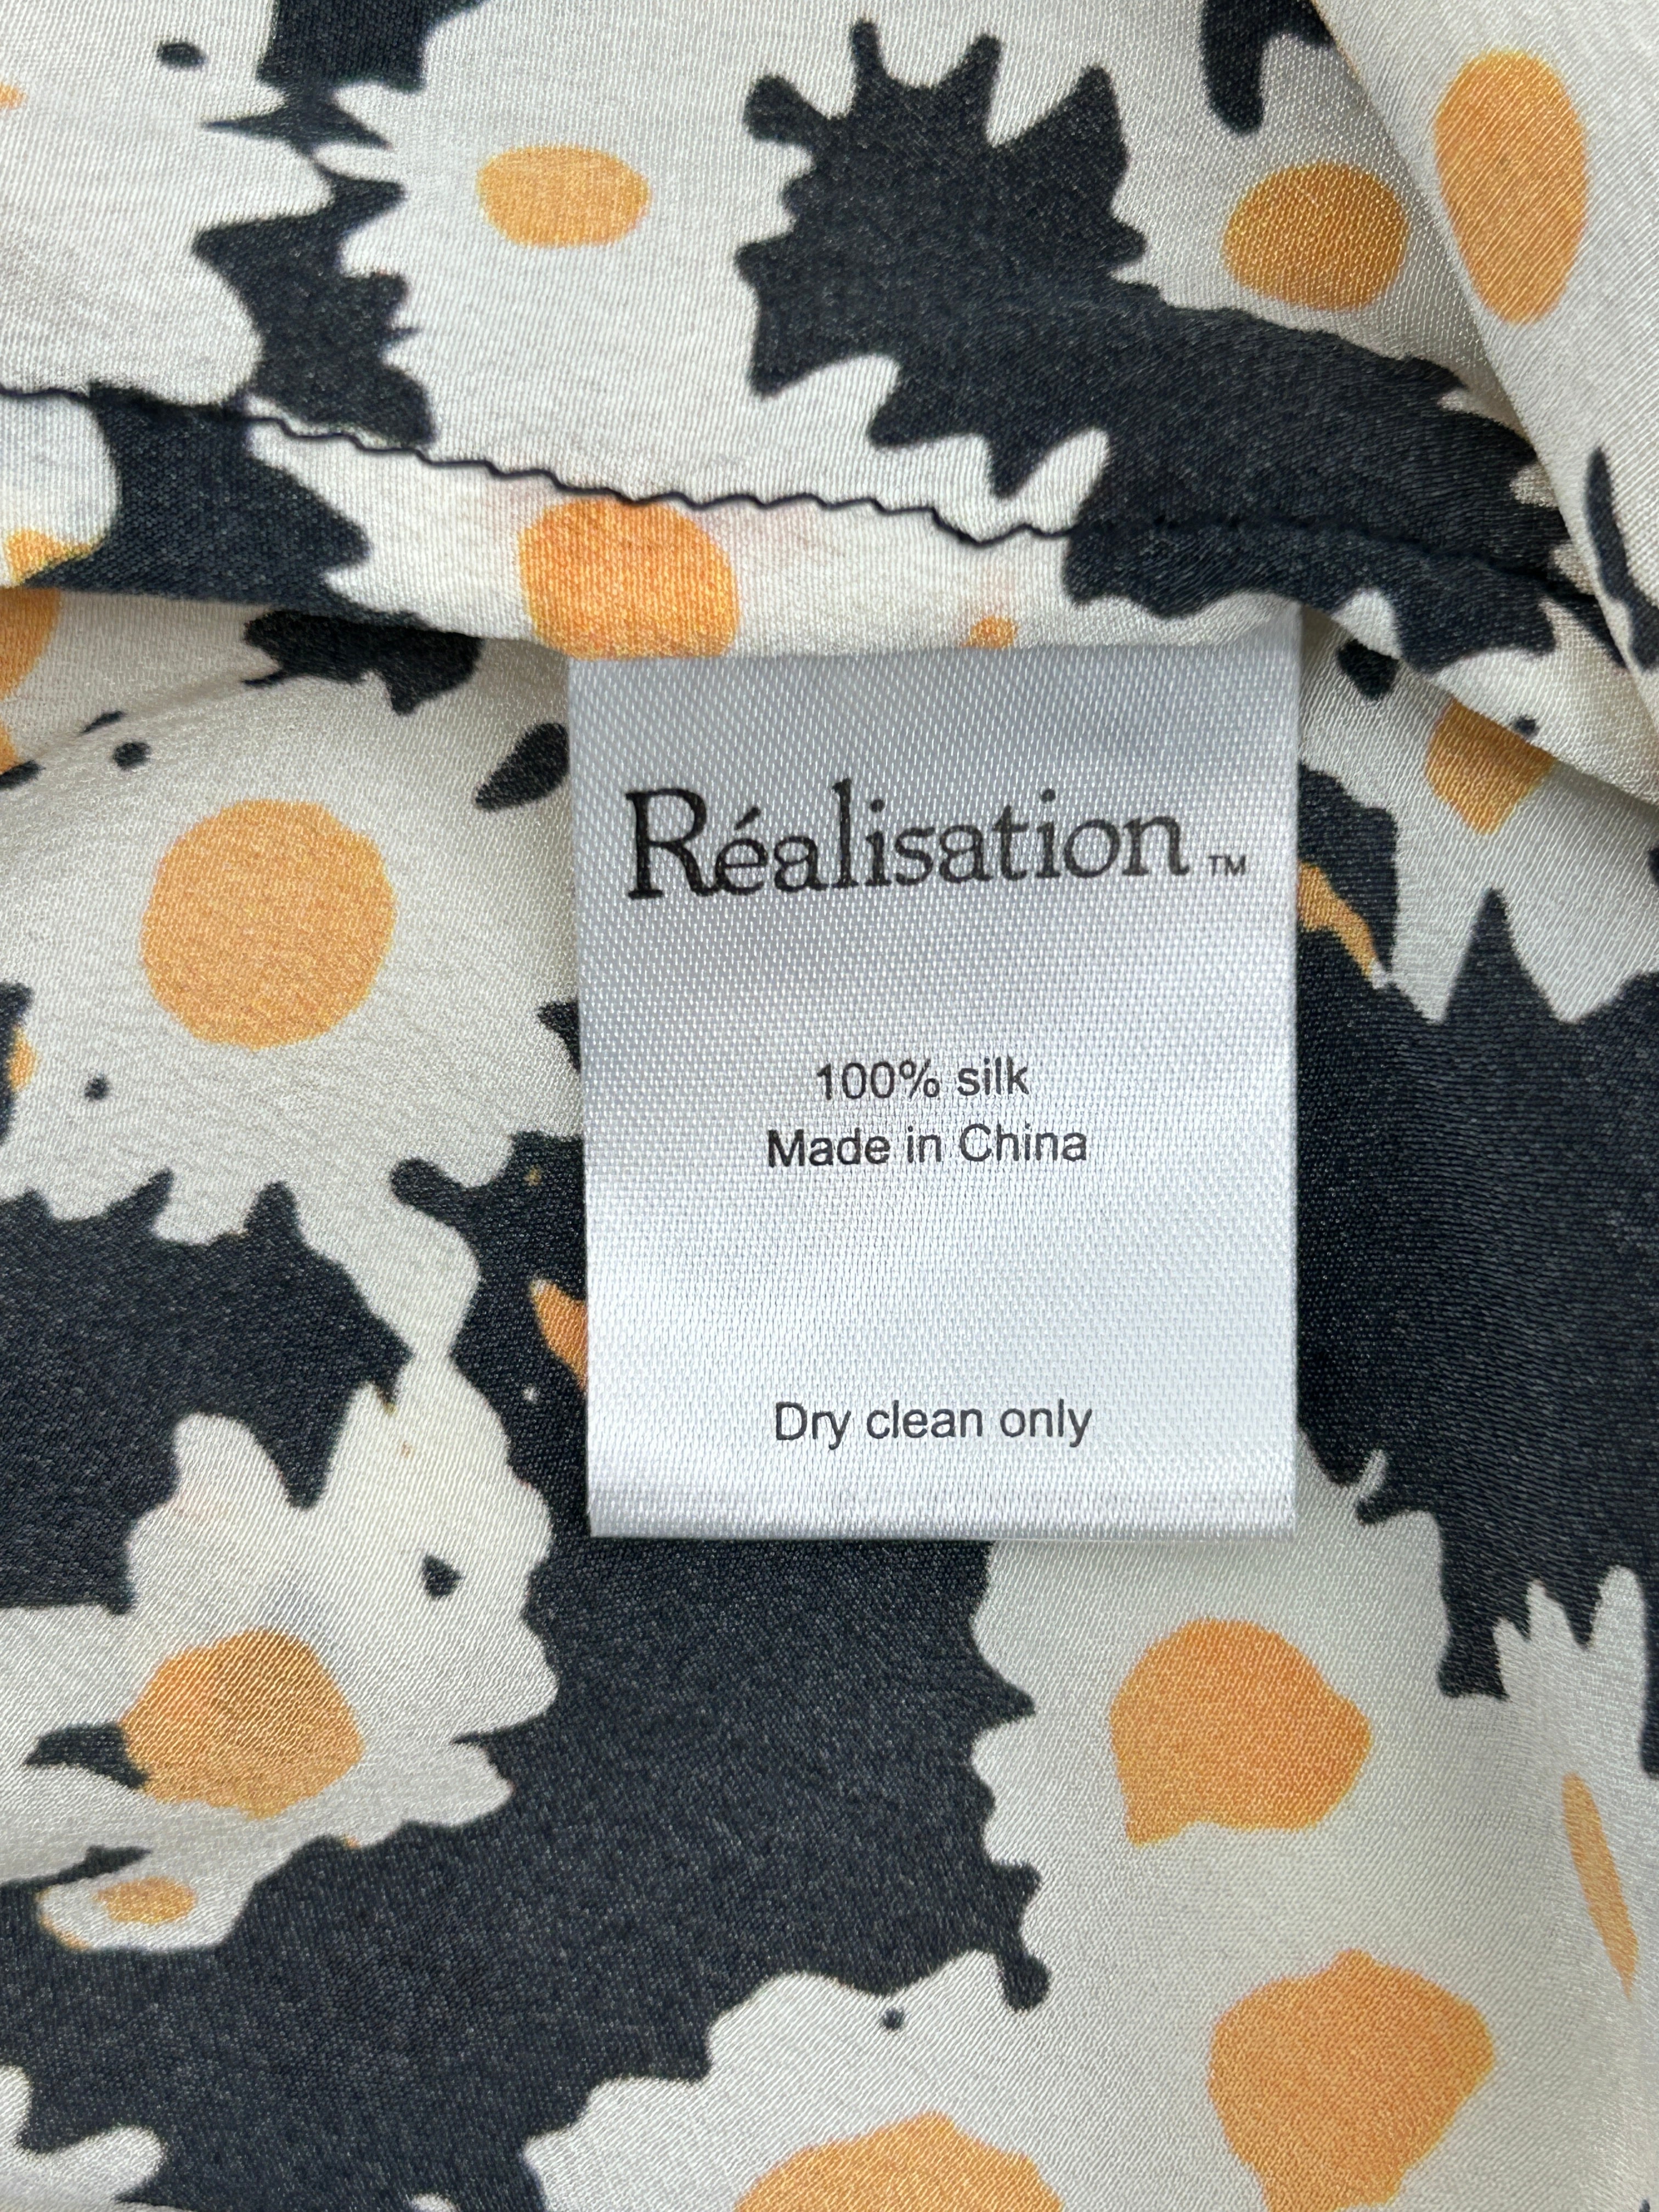 Réalisation™
100% silk
Made in China
Dry clean only